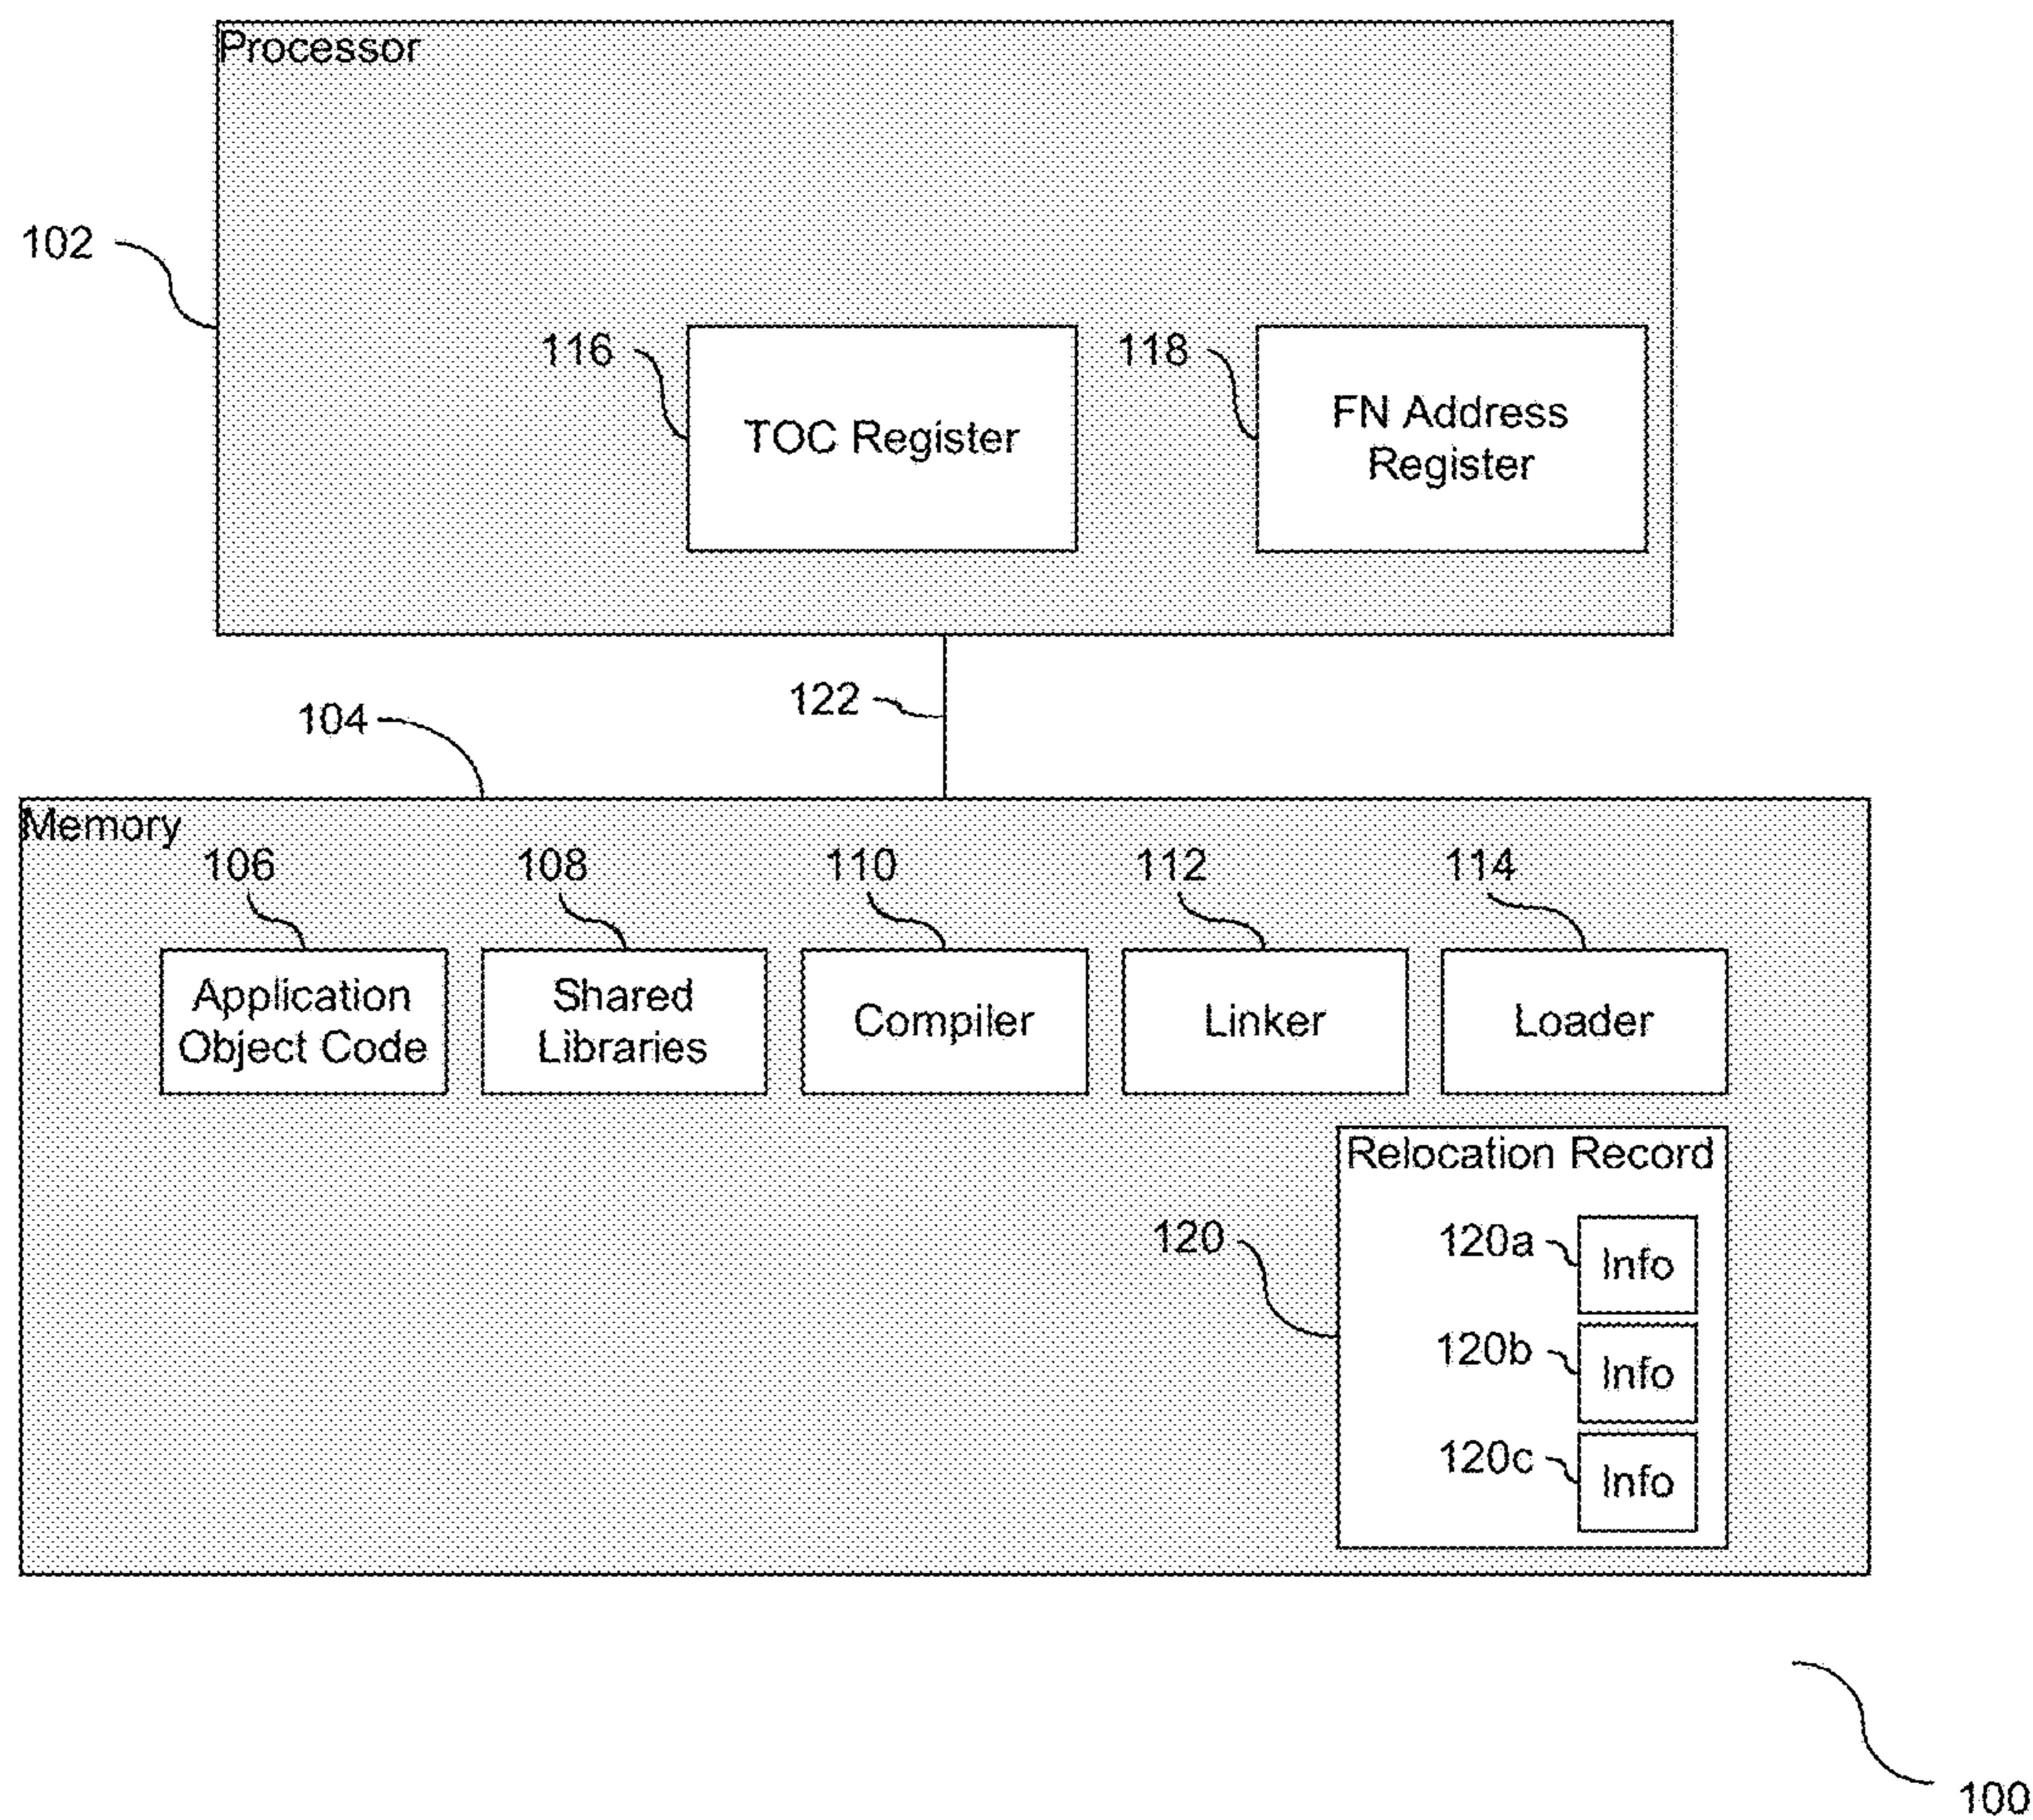 Processor
102
116
118
TOC Register
FN Address
Register
122
104
Memory
106
108
110
112
114
Application
Object Code
Shared
Libraries
Compiler
Linker
Loader
Relocation Record
120
120a
Info
120b
Info
120c
Info
100